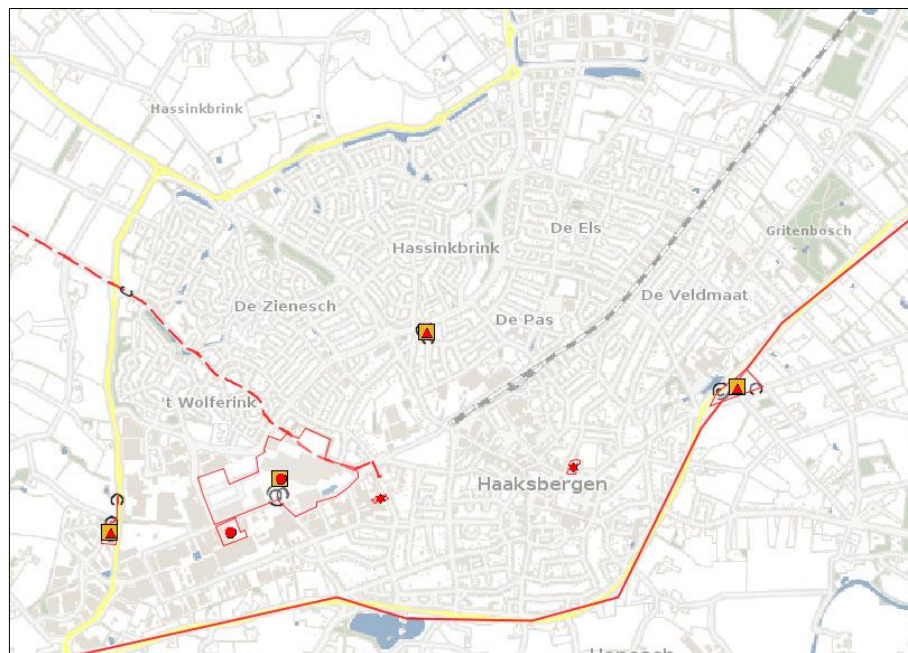 Hassinkbrink
De Els
Gritenbosch
Hassinkbrink
De Zienesch
De Veldmaat
De Pas
't Wolferink
Haaksbergen